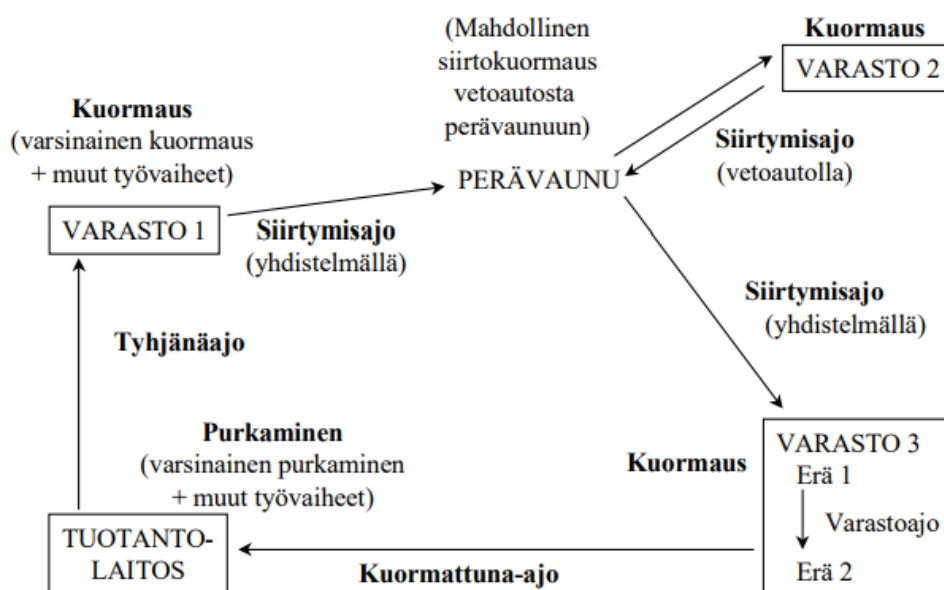 (Mahdollinen
siirtokuormaus
vetoautosta
perävaunuun)
Kuormaus
VARASTO 2
Kuormaus
(varsinainen kuormaus
+ muut työvaiheet)
Siirtymisajo
(vetoautolla)
PERÄVAUNU
VARASTO 1
Siirtymisajo
(yhdistelmällä)
Siirtymisajo
(yhdistelmällä)
Tyhjänäajo
Purkaminen
(varsinainen purkaminen
+ muut työvaiheet)
Kuormaus
VARASTO 3
Erä 1
Varastoajo
Erä 2
TUOTANTO-
LAITOS
Kuormattuna-ajo